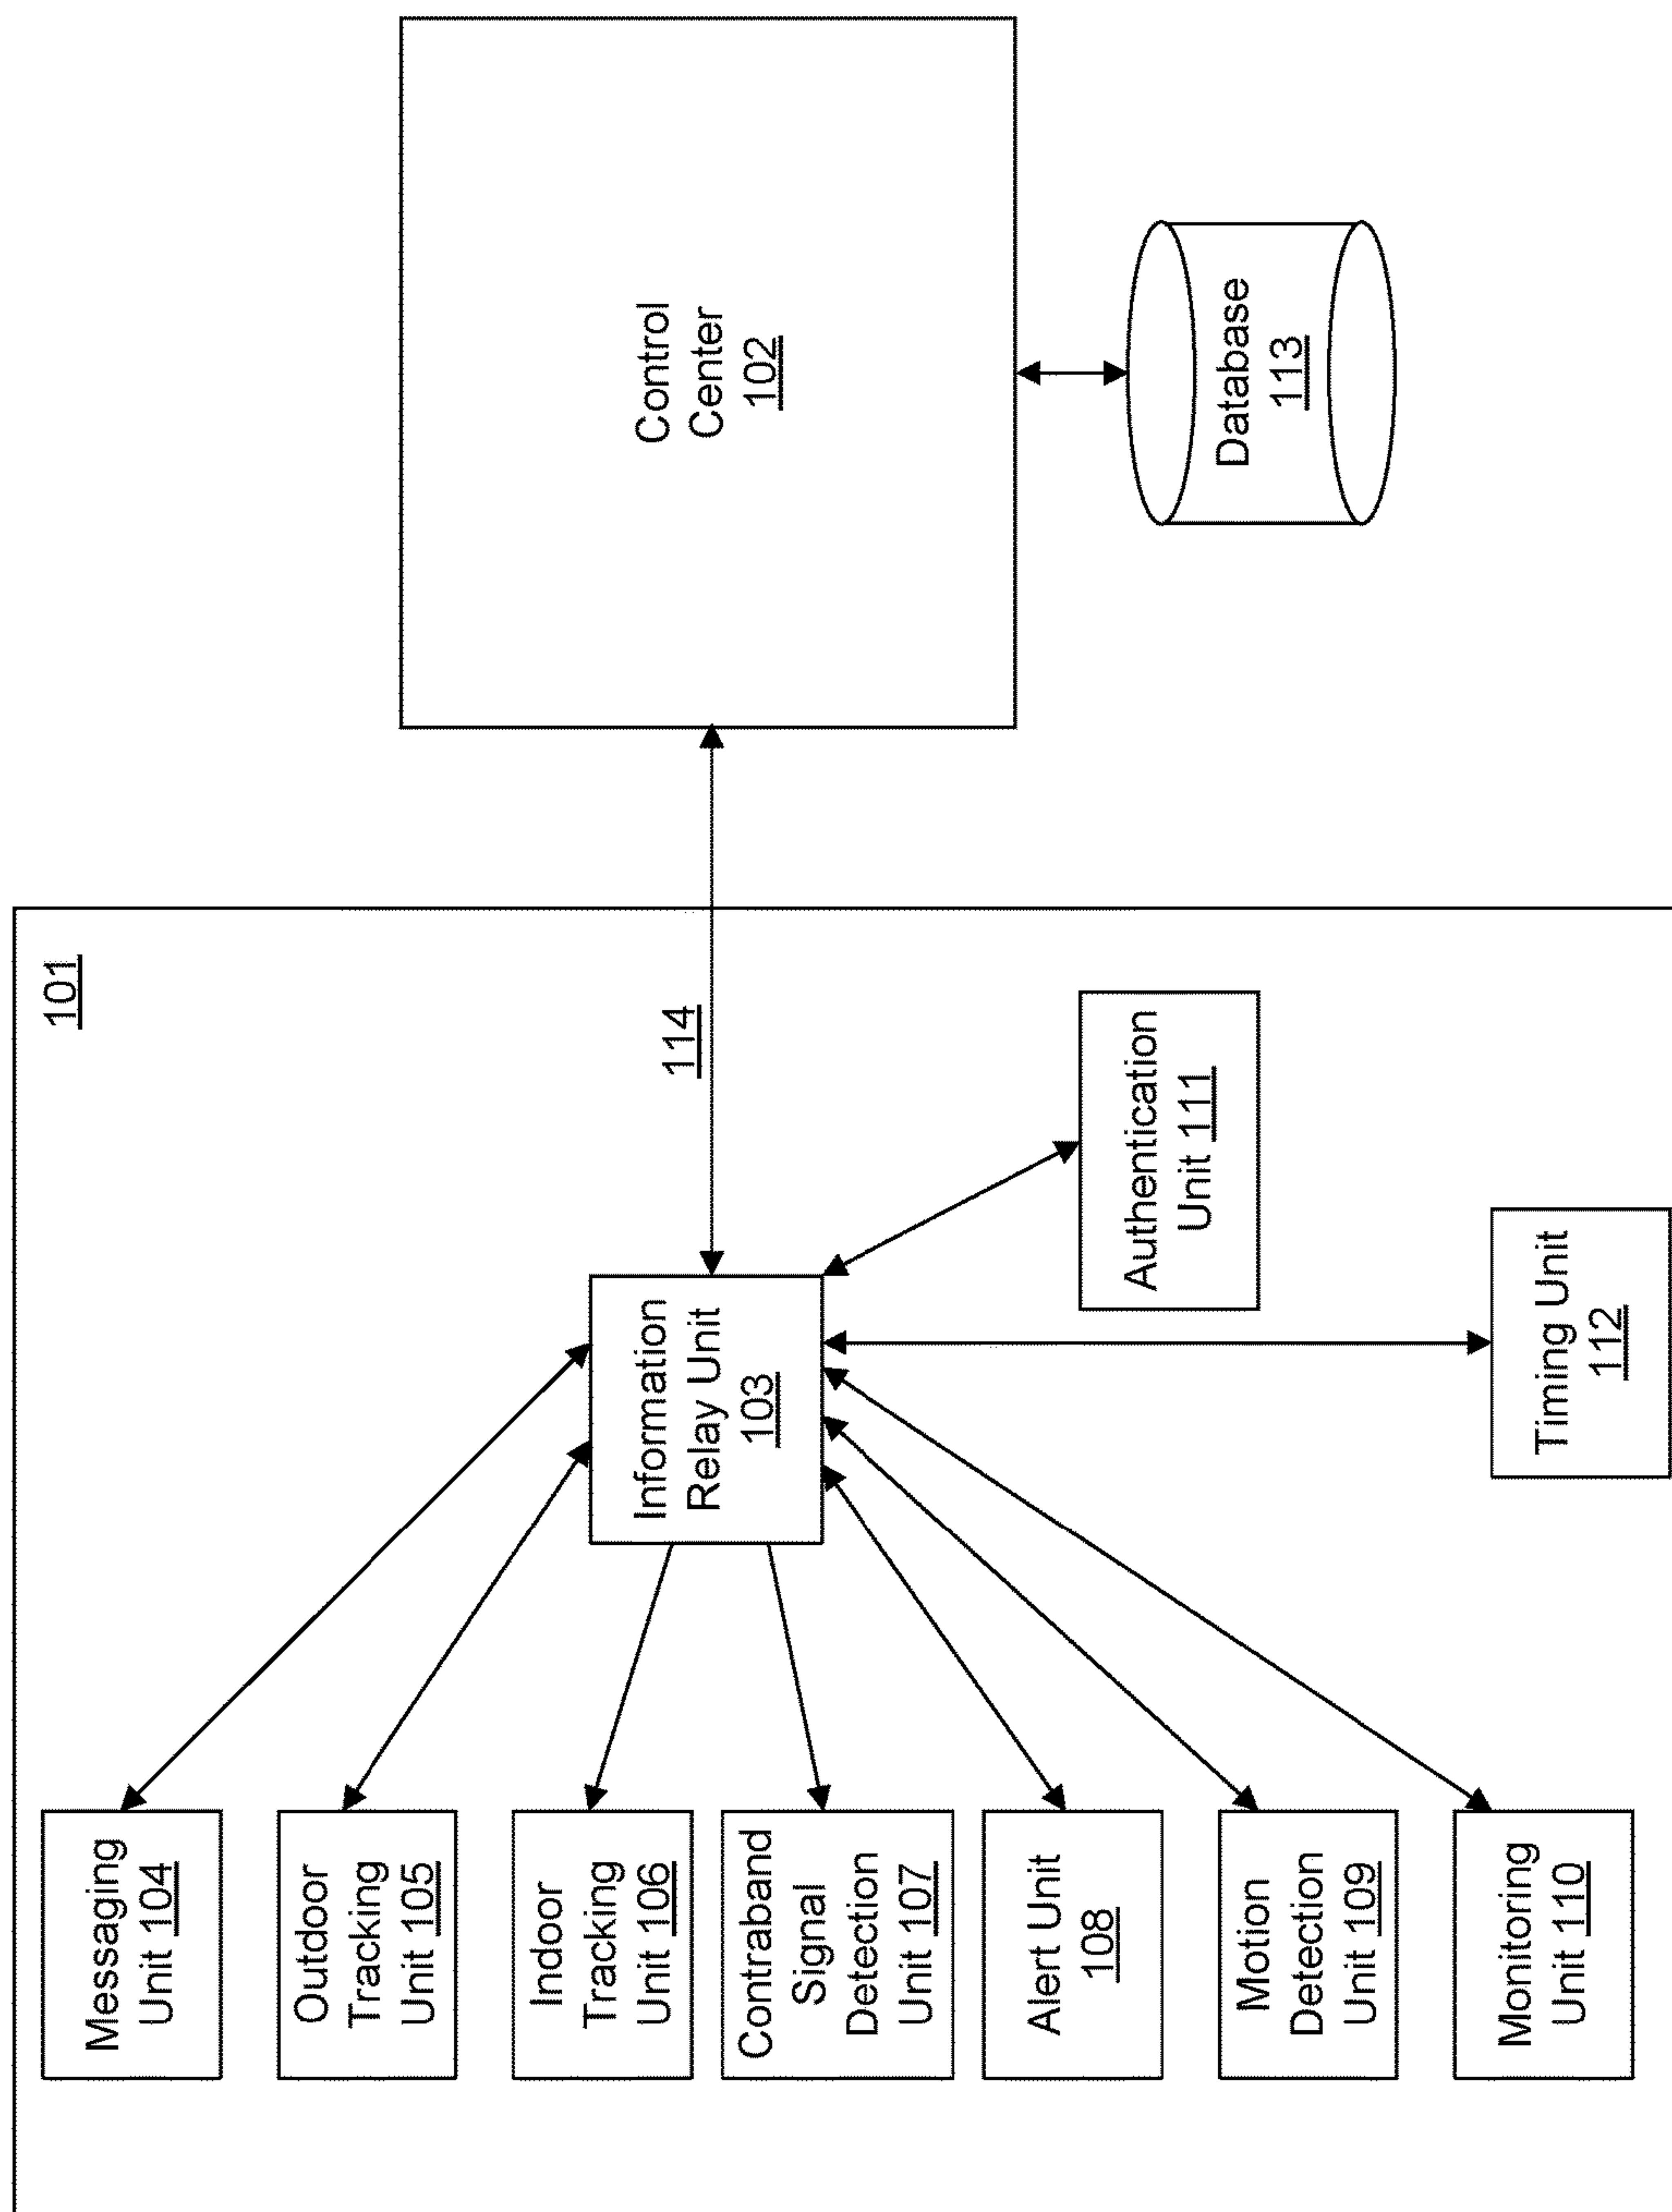 101
Messaging
Unit 104
Outdoor
Tracking
Unit 105
Indoor
Tracking
Unit 106
Contraband
Signal
Detection
Unit 107
Alert Unit
108
Motion
Detection
Unit 109
Monitoring
Unit 110
Information
Relay Unit
103
114
Authentication
Unit 111
Timing Unit
112
Control
Center
102
Database
113